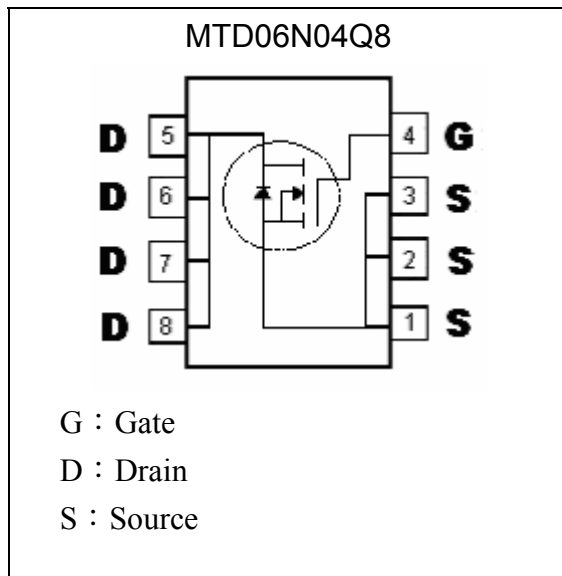 MTD06N04Q8
D 5 4 G
D 6 3 S
D 7 2 S
D 8 1 S
G：Gate
D：Drain
S：Source